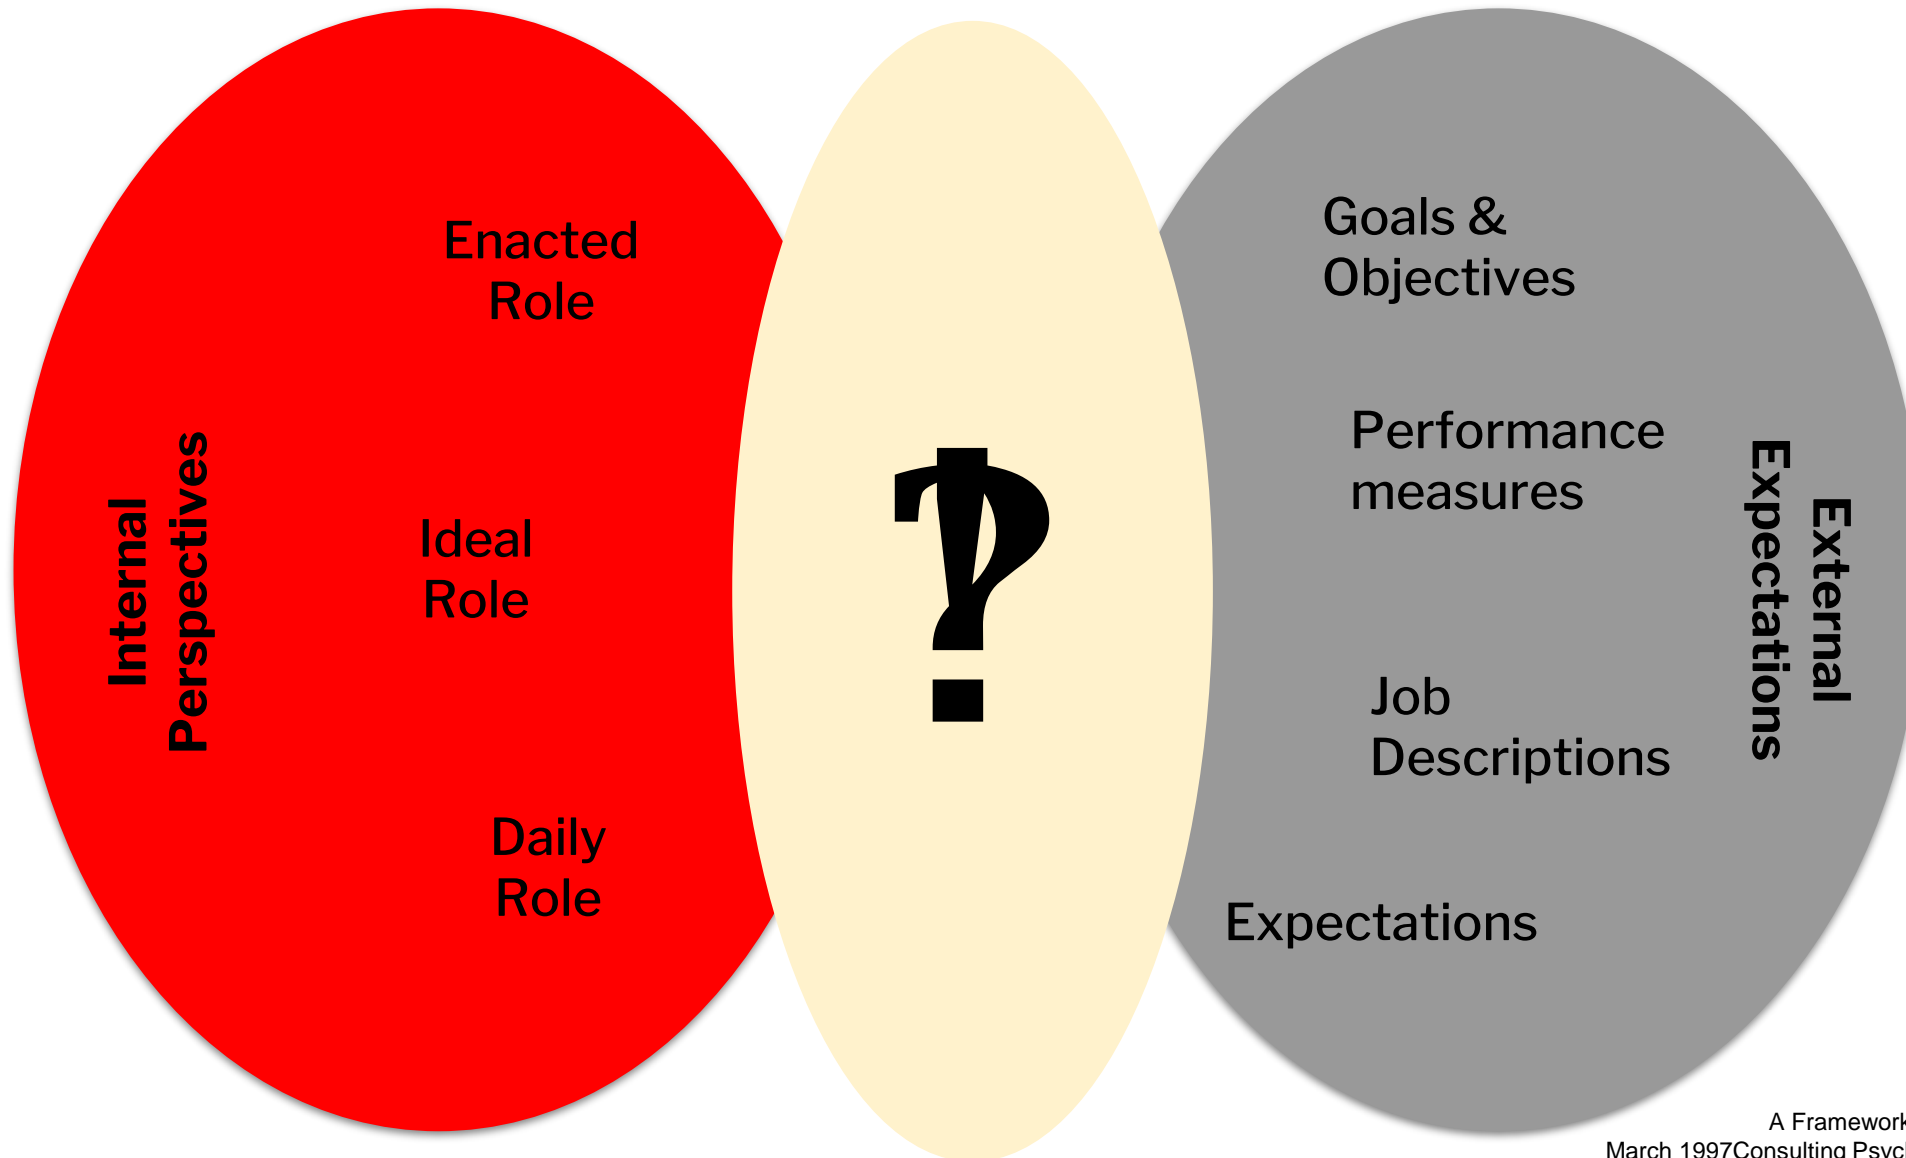 Internal
Perspectives
Enacted
Role
Ideal
Role
Daily
Role
‽
Goals &
Objectives
Performance
measures
Job
Descriptions
Expectations
External
Expectations
A Framework
March 1997Consulting